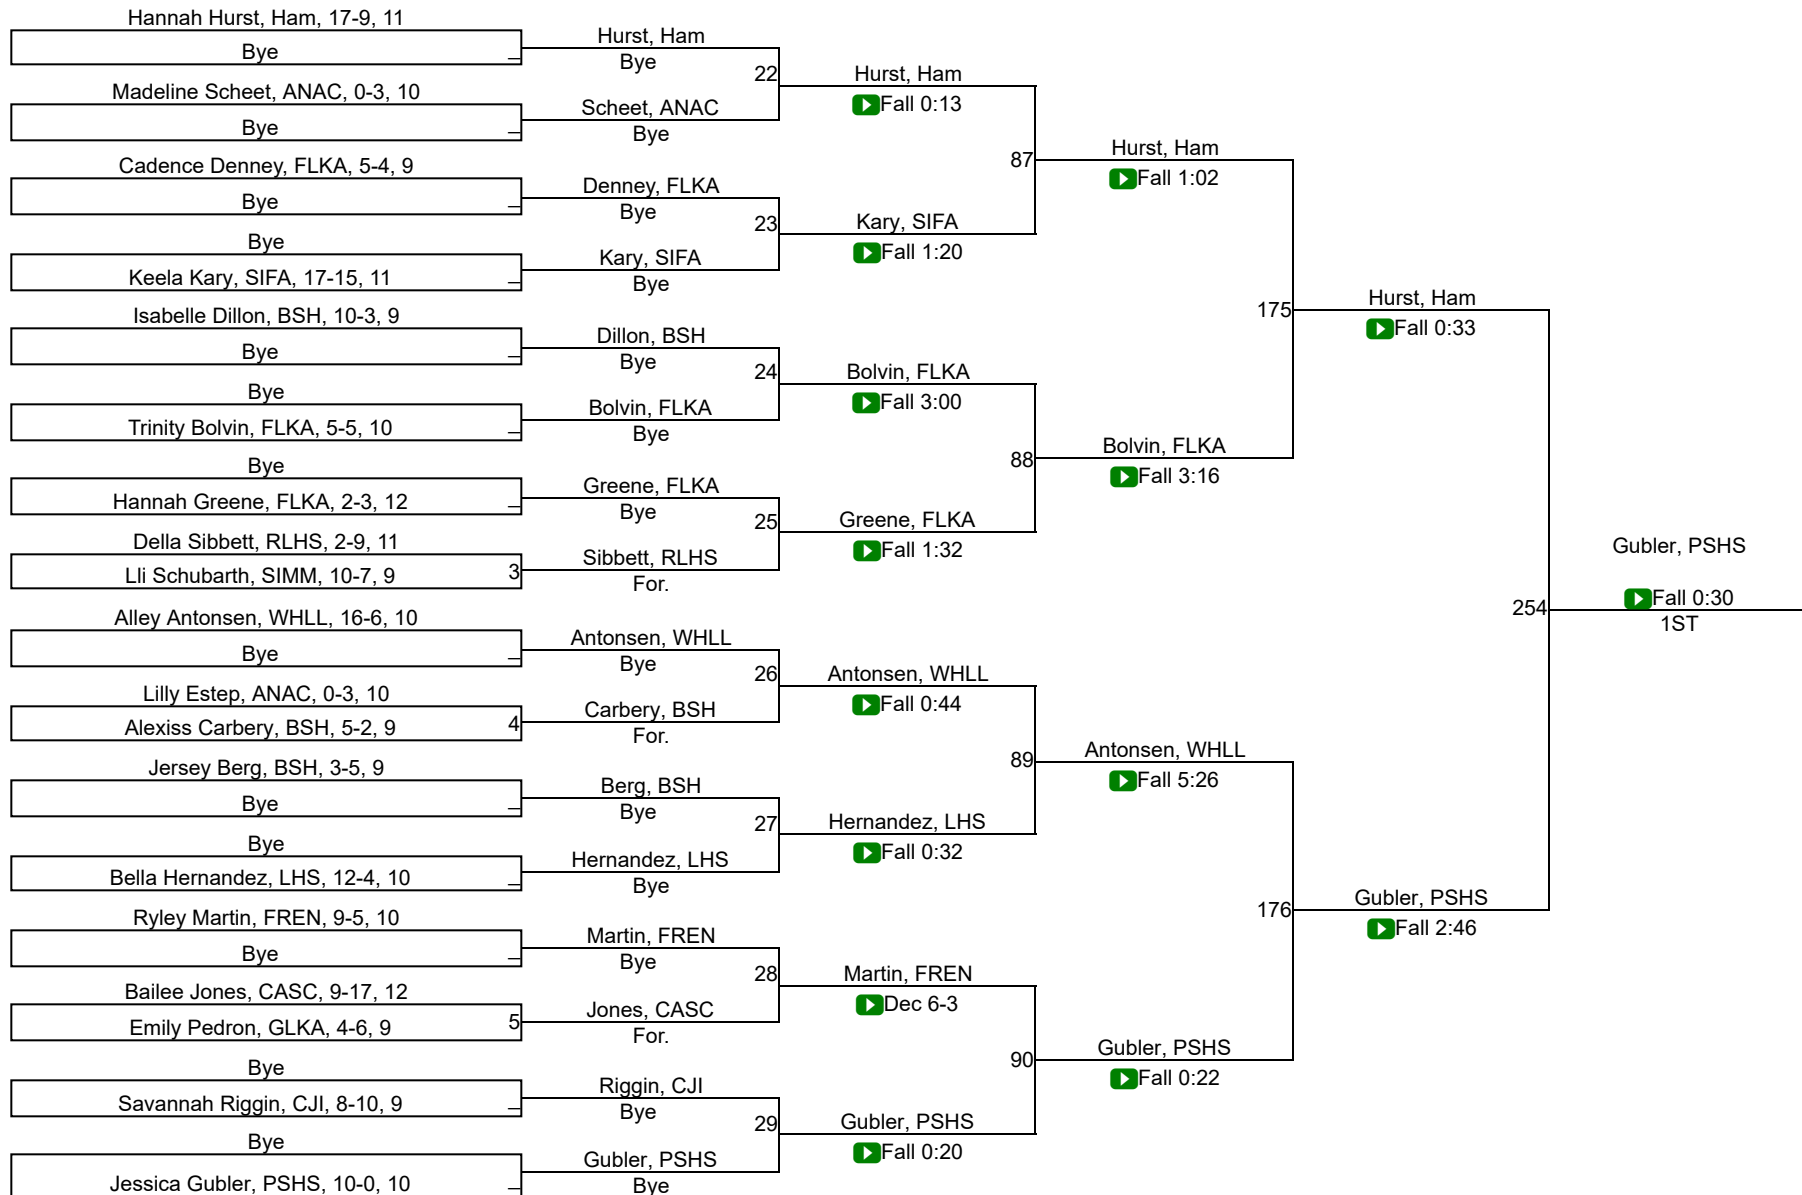 Hannah Hurst, Ham, 17-9, 11
Bye
_
Madeline Scheet, ANAC, 0-3, 10
Bye
_
Cadence Denney, FLKA, 5-4, 9
Bye
_
Bye
Keela Kary, SIFA, 17-15, 11
_
Isabelle Dillon, BSH, 10-3, 9
Bye
_
Bye
Trinity Bolvin, FLKA, 5-5, 10
_
Bye
Hannah Greene, FLKA, 2-3, 12
_
Della Sibbett, RLHS, 2-9, 11
Lli Schubarth, SIMM, 10-7, 9
3
Alley Antonsen, WHLL, 16-6, 10
Bye
_
Lilly Estep, ANAC, 0-3, 10
Alexiss Carbery, BSH, 5-2, 9
4
Jersey Berg, BSH, 3-5, 9
Bye
_
Bye
Bella Hernandez, LHS, 12-4, 10
_
Ryley Martin, FREN, 9-5, 10
Bye
_
Bailee Jones, CASC, 9-17, 12
Emily Pedron, GLKA, 4-6, 9
5
Bye
Savannah Riggin, CJI, 8-10, 9
_
Bye
Jessica Gubler, PSHS, 10-0, 10
_
Hurst, Ham
Bye
22
Scheet, ANAC
Bye
Denney, FLKA
Bye
23
Kary, SIFA
Bye
Dillon, BSH
Bye
24
Bolvin, FLKA
Bye
Greene, FLKA
Bye
25
Sibbett, RLHS
For.
Antonsen, WHLL
Bye
26
Carbery, BSH
For.
Berg, BSH
Bye
27
Hernandez, LHS
Bye
Martin, FREN
Bye
28
Jones, CASC
For.
Riggin, CJI
Bye
29
Gubler, PSHS
Bye
Hurst, Ham
Fall 0:13
87
Kary, SIFA
Fall 1:20
Bolvin, FLKA
Fall 3:00
88
Greene, FLKA
Fall 1:32
Antonsen, WHLL
Fall 0:44
89
Hernandez, LHS
Fall 0:32
Martin, FREN
Dec 6-3
90
Gubler, PSHS
Fall 0:20
Hurst, Ham
Fall 1:02
175
Bolvin, FLKA
Fall 3:16
Antonsen, WHLL
Fall 5:26
176
Gubler, PSHS
Fall 0:22
Hurst, Ham
Fall 0:33
254
Gubler, PSHS
Fall 2:46
Gubler, PSHS
Fall 0:30
1ST